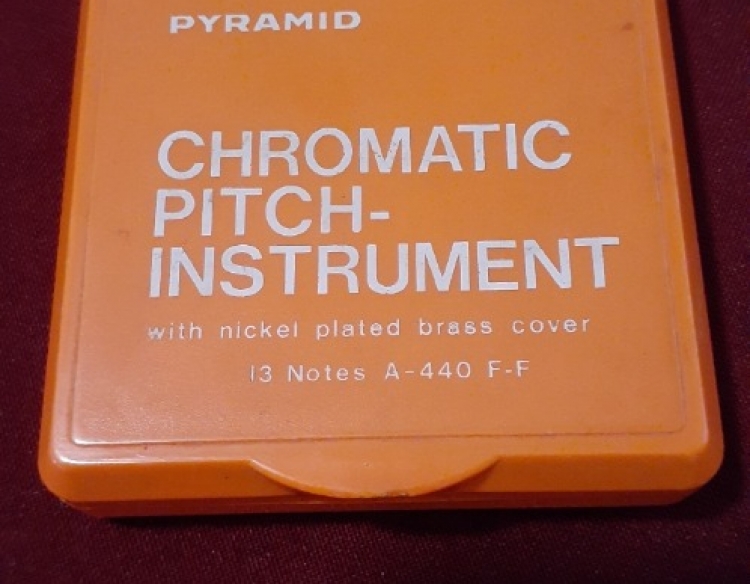 PYRAMID
CHROMATIC
PITCH-
INSTRUMENT
with nickel plated brass cover
13 Notes A-440 F-F